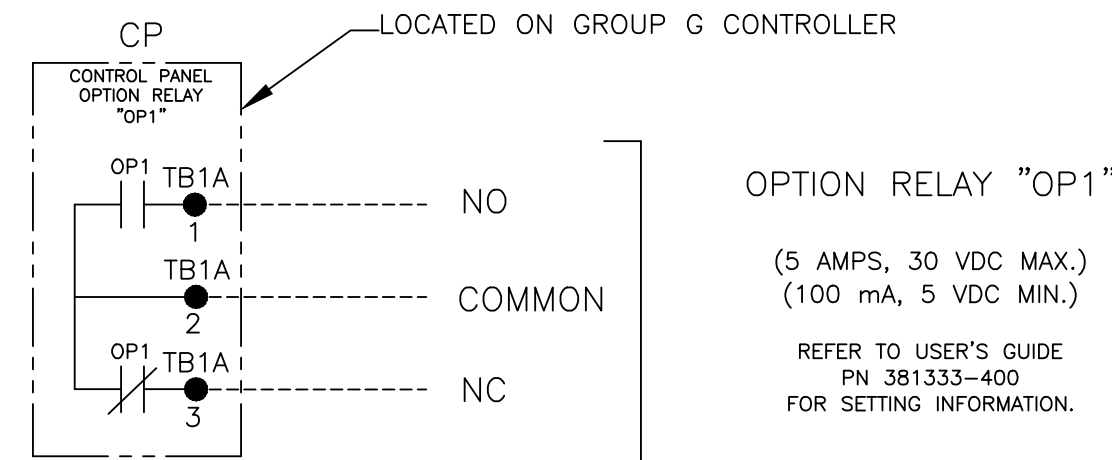 CP
LOCATED ON GROUP G CONTROLLER
CONTROL PANEL
OPTION RELAY
"OP1"
OP1 TB1A
1
NO
TB1A
2
COMMON
OP1 TB1A
3
NC
OPTION RELAY "OP1"
(5 AMPS, 30 VDC MAX.)
(100 mA, 5 VDC MIN.)
REFER TO USER'S GUIDE
PN 381333-400
FOR SETTING INFORMATION.